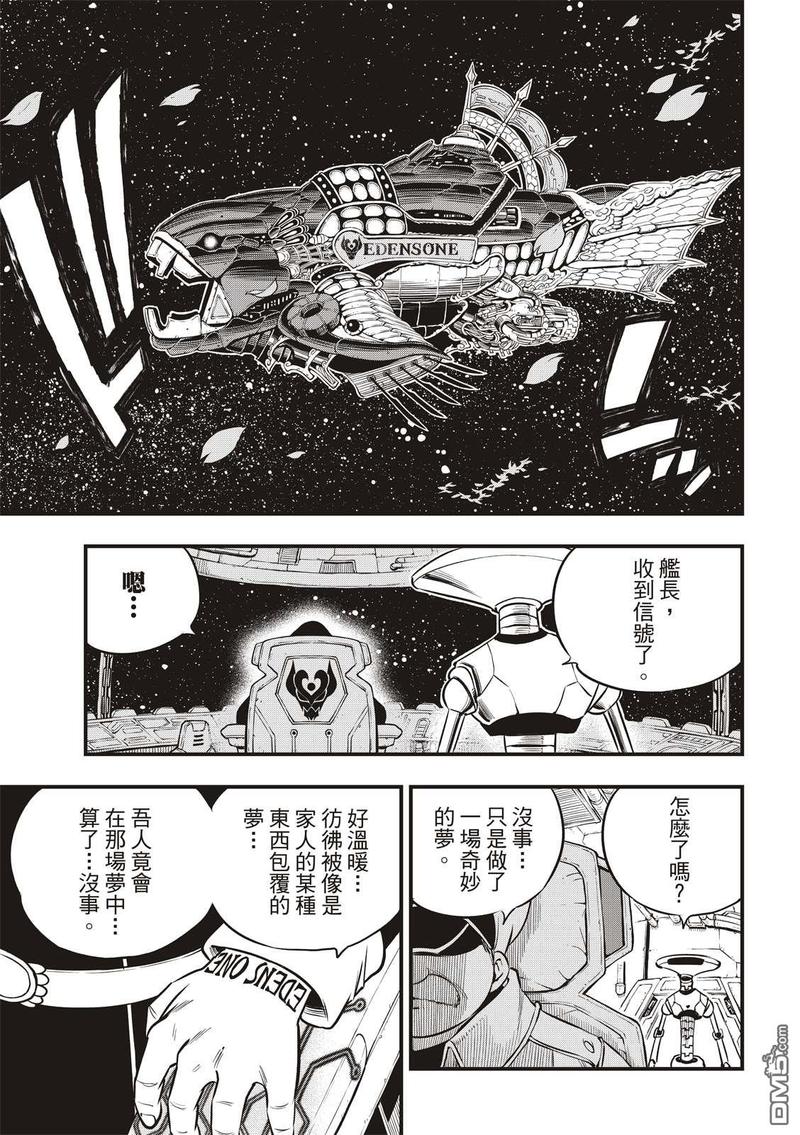 EDENSONE
艦長，
收到信號了。
嗯…
怎麼了嗎？
沒事…
只是做了
一場奇妙
的夢。
好溫暖…
彷彿被像是
家人的某種
東西包覆的
夢…
吾人竟會
在那場夢中…
算了…沒事。
EDENS ONE
DM5.com